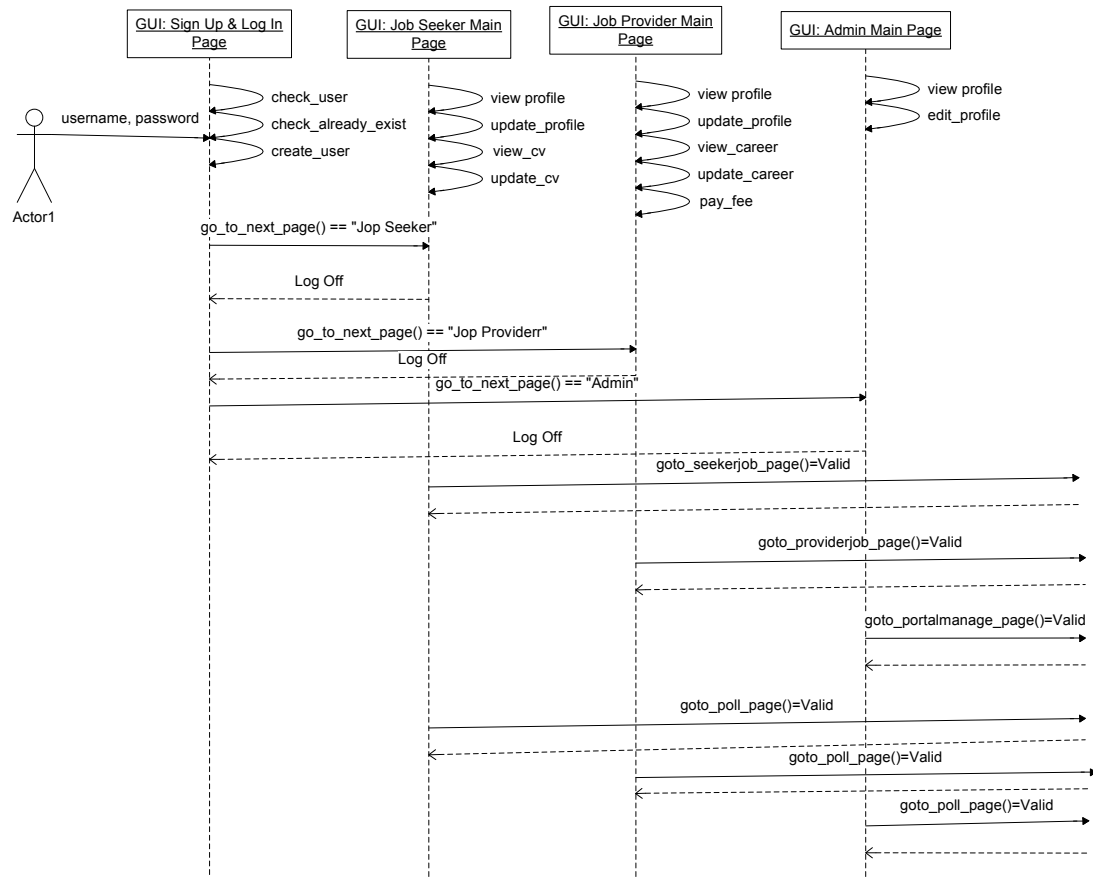 GUI: Sign Up & Log In
Page
GUI: Job Seeker Main
Page
GUI: Job Provider Main
Page
GUI: Admin Main Page
username, password
Actor1
check_user
check_already_exist
create_user
view profile
update_profile
view_cv
update_cv
view profile
update_profile
view_career
update_career
pay_fee
view profile
edit_profile
go_to_next_page() == "Jop Seeker"
Log Off
go_to_next_page() == "Jop Providerr"
Log Off
go_to_next_page() == "Admin"
Log Off
goto_seekerjob_page()=Valid
goto_providerjob_page()=Valid
goto_portalmanage_page()=Valid
goto_poll_page()=Valid
goto_poll_page()=Valid
goto_poll_page()=Valid